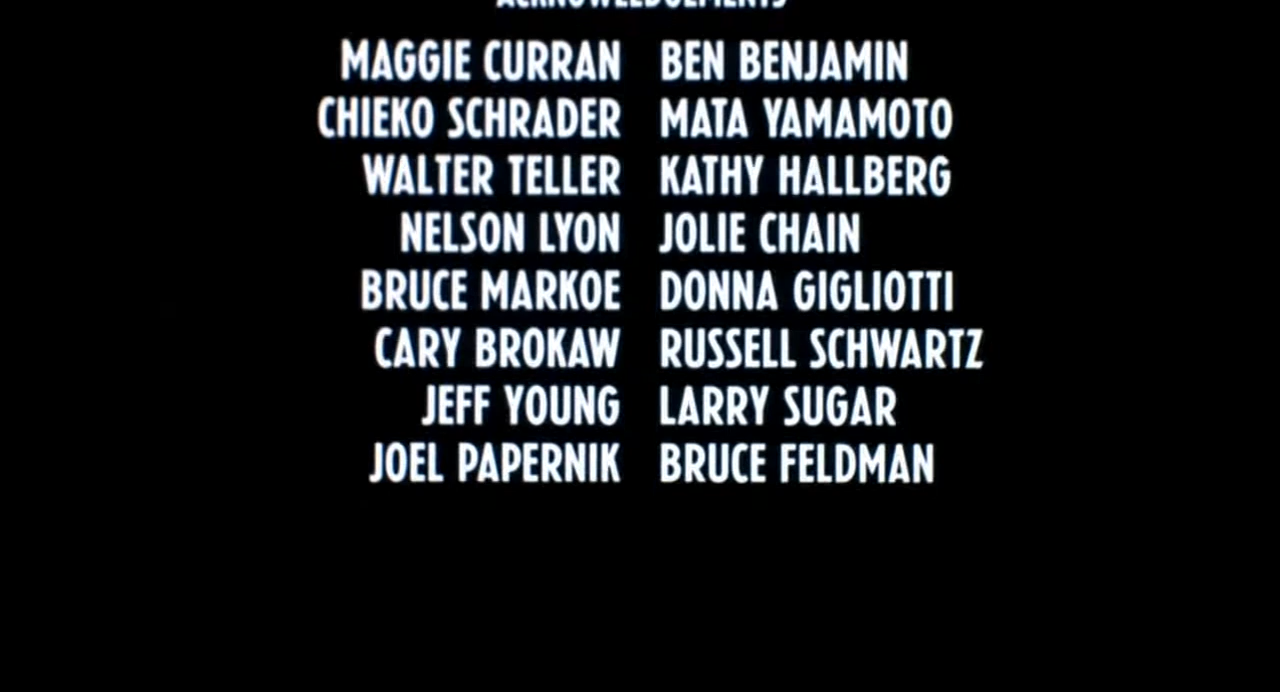 ACKNOWLEDGEMENTS
MAGGIE CURRAN BEN BENJAMIN
CHIEKO SCHRADER MATA YAMAMOTO
WALTER TELLER KATHY HALLBERG
NELSON LYON JOLIE CHAIN
BRUCE MARKOE DONNA GIGLIOTTI
CARY BROKAW RUSSELL SCHWARTZ
JEFF YOUNG LARRY SUGAR
JOEL PAPERNIK BRUCE FELDMAN